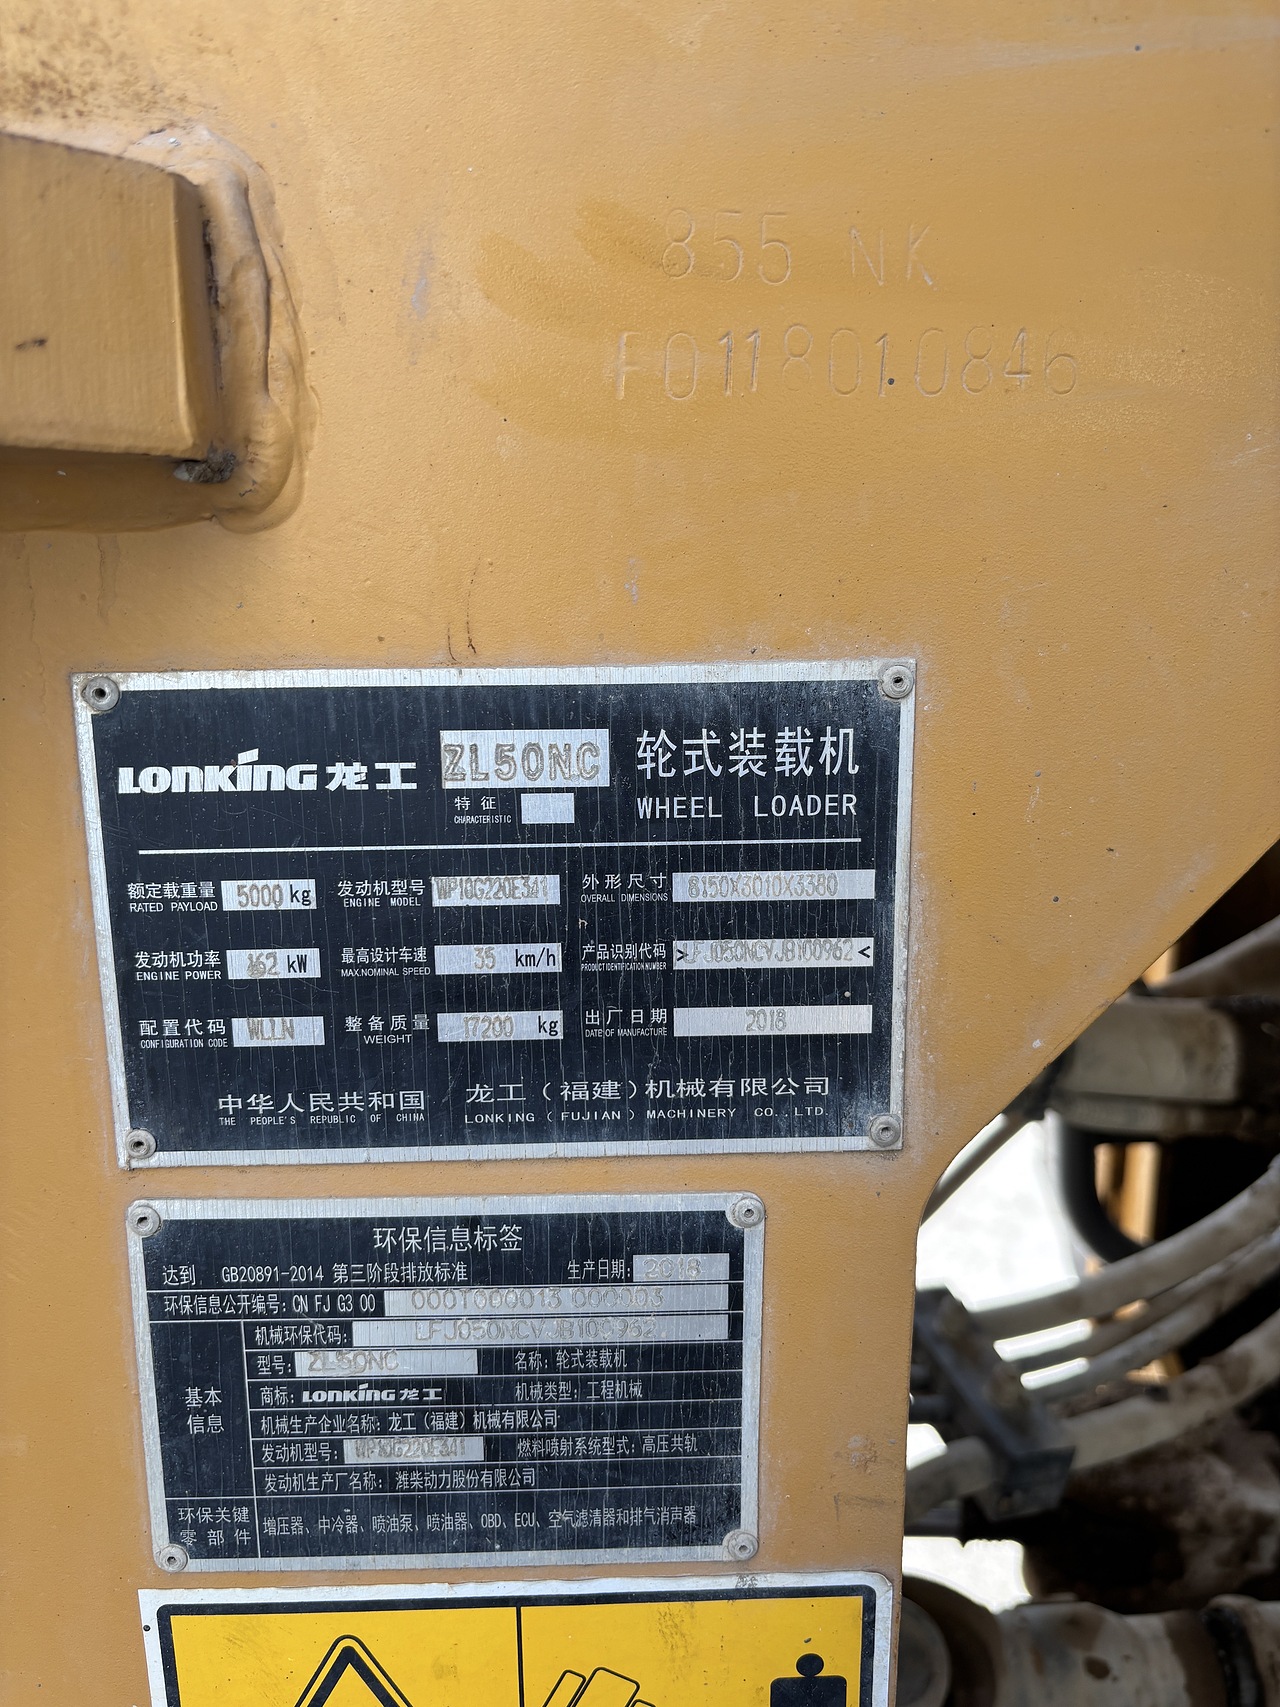 855 NK
F0118010846
LONKING 龙工 ZL50NC 轮式装载机
特征 CHARACTERISTIC WHEEL LOADER
额定载重量 5000 kg 发动机型号 WP10G220E341 外形尺寸 8150X3010X3380
RATED PAYLOAD ENGINE MODEL OVERALL DIMENSIONS
发动机功率 162 kW 最高设计车速 35 km/h 产品识别代码 >LFJ050NCVJB100962<
ENGINE POWER MAX.NOMINAL SPEED PRODUCT IDENTIFICATION NUMBER
配置代码 WLLN 整备质量 17200 kg 出厂日期 2018
CONFIGURATION CODE WEIGHT DATE OF MANUFACTURE
中华人民共和国 龙工（福建）机械有限公司
THE PEOPLE'S REPUBLIC OF CHINA LONKING (FUJIAN) MACHINERY CO.,LTD.
环保信息标签
达到 GB20891-2014 第三阶段排放标准 生产日期: 2018
环保信息公开编号: CN FJ G3 00 000T000013 000003
机械环保代码: LFJ050NCVJB100962
型号: ZL50NC 名称: 轮式装载机
基本信息
商标: LONKING 龙工 机械类型: 工程机械
机械生产企业名称: 龙工（福建）机械有限公司
发动机型号: WP10G220E341 燃料喷射系统型式: 高压共轨
发动机生产厂名称: 潍柴动力股份有限公司
环保关键零部件 增压器、中冷器、喷油泵、喷油器、OBD、ECU、空气滤清器和排气消声器